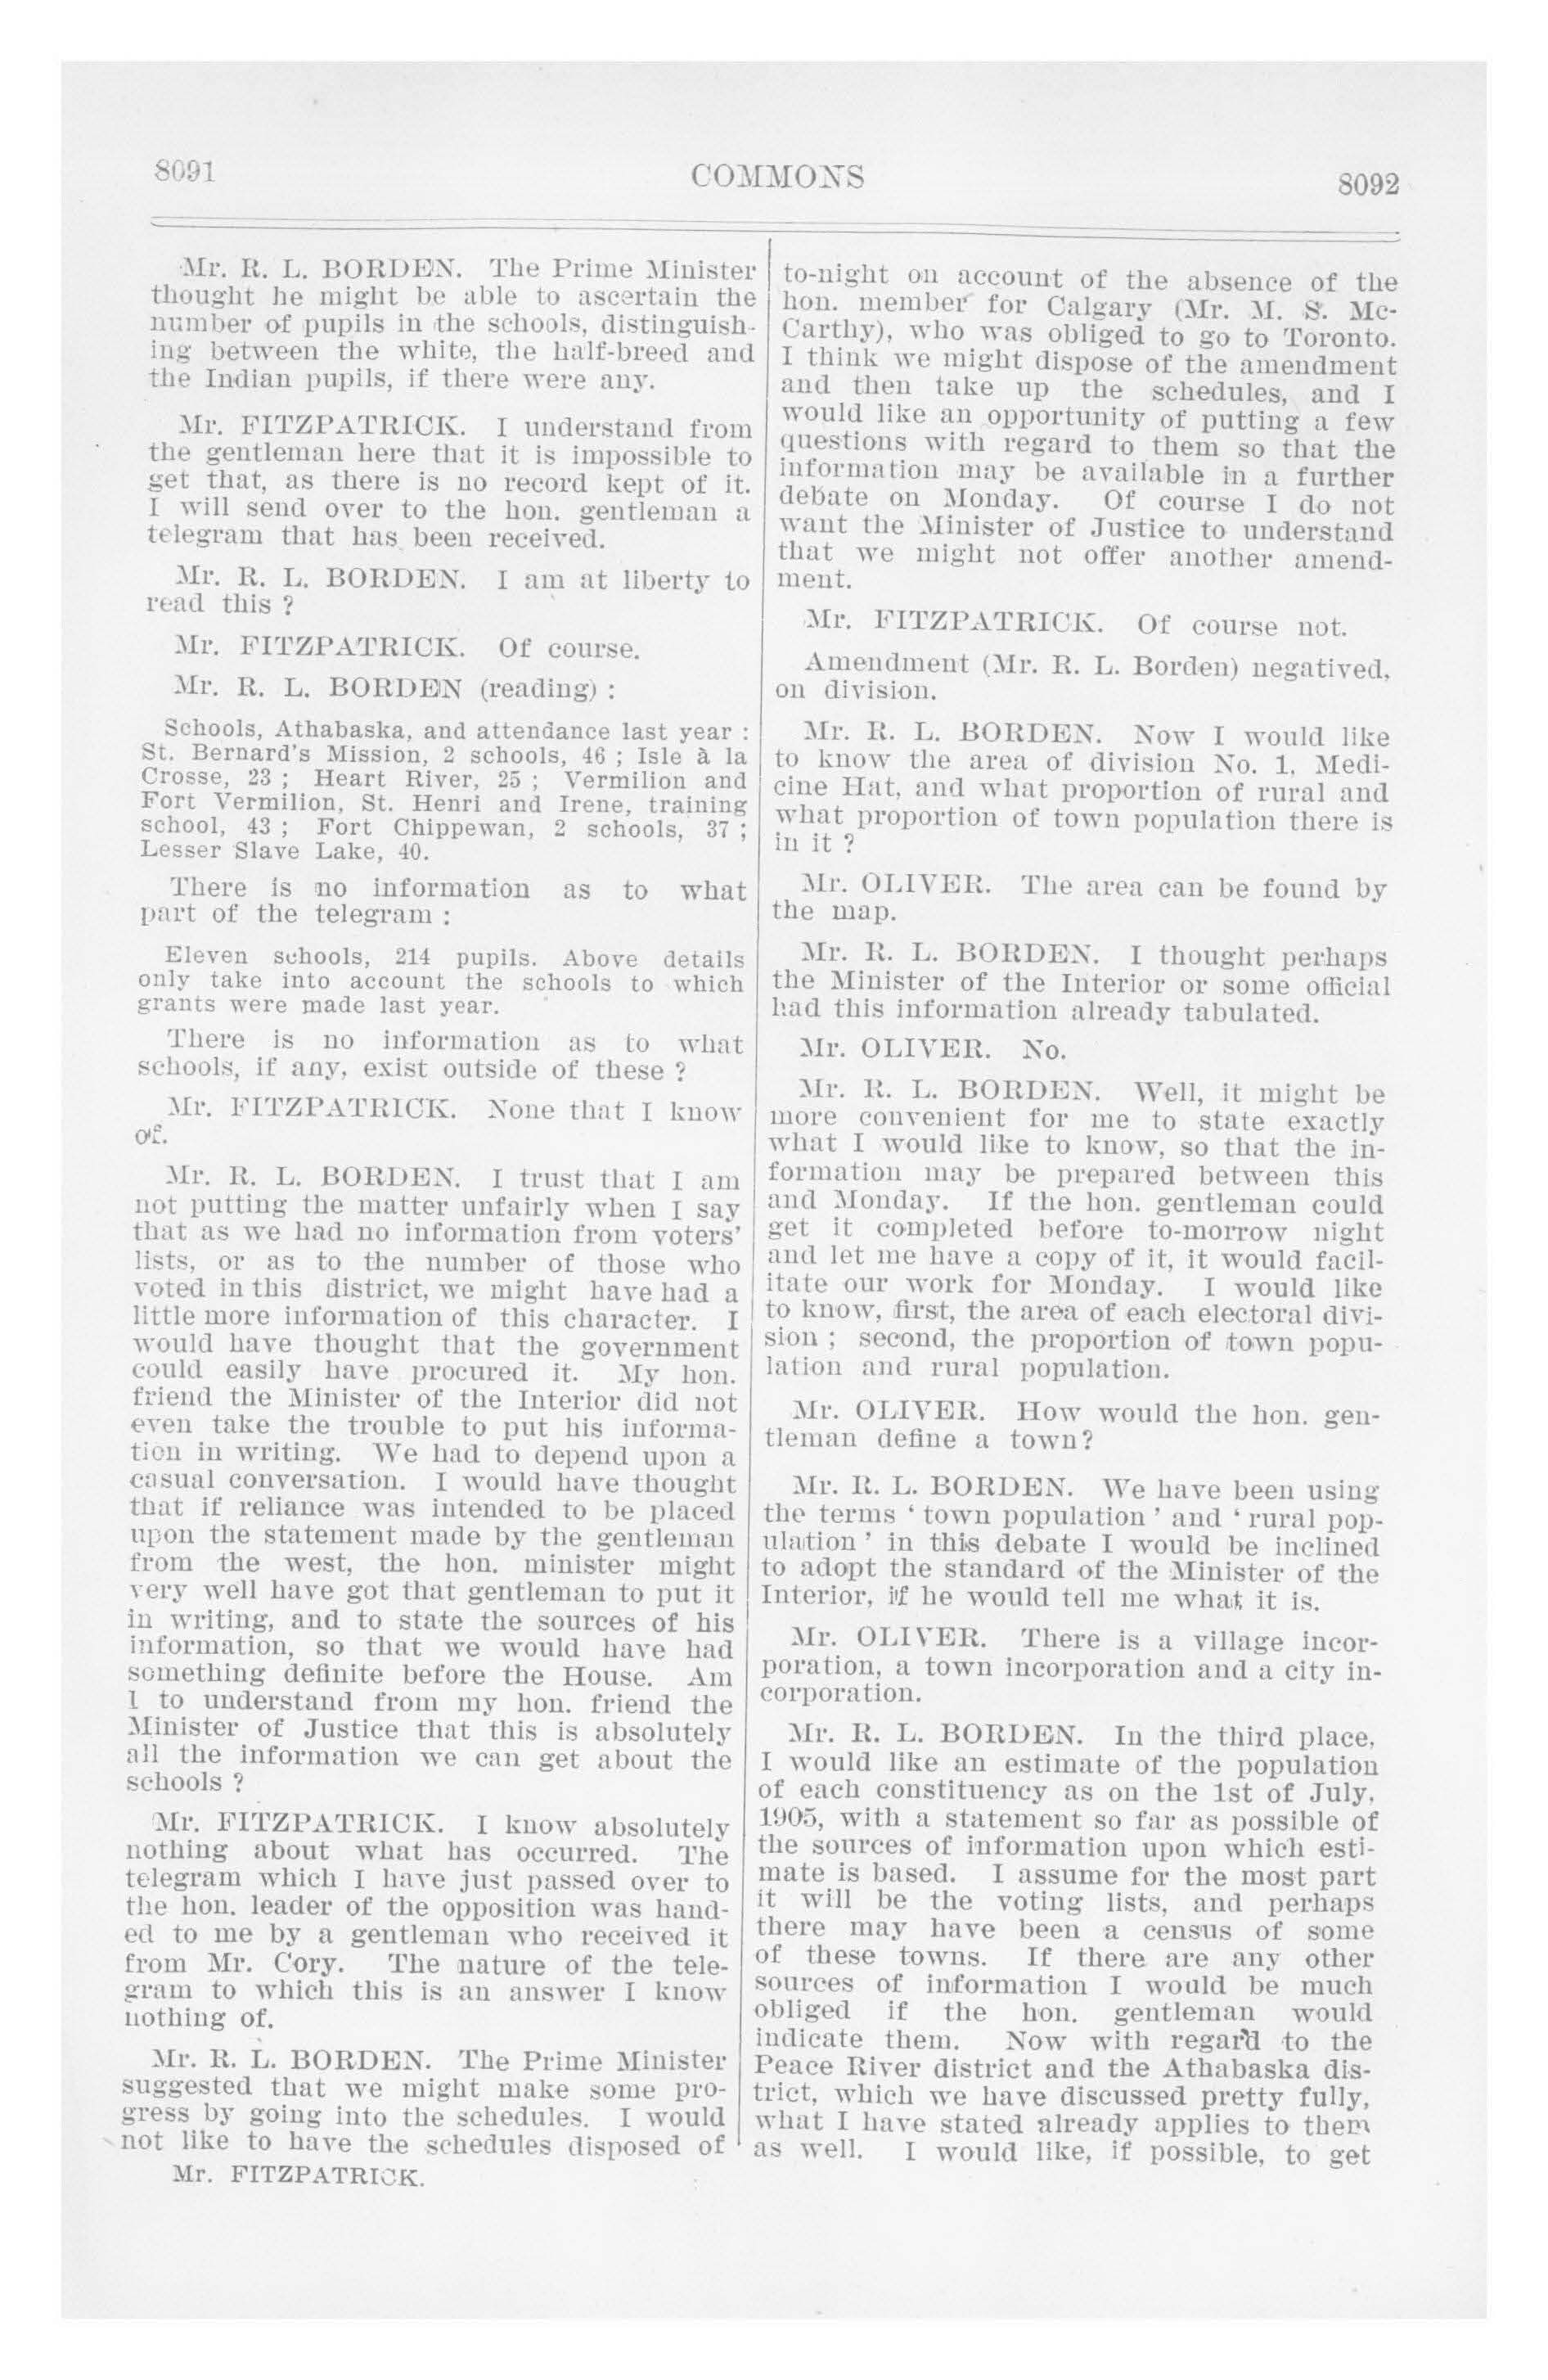 8091
COMMONS
8092
Mr. R. L. BORDEN. The Prime Minister
thought he might be able to ascertain the
number of pupils in the schools, distinguish-
ing between the white, the half-breed and
the Indian pupils, if there were any.
Mr. FITZPATRICK. I understand from
the gentleman here that it is impossible to
get that, as there is no record kept of it.
I will send over to the hon. gentleman a
telegram that has been received.
Mr. R. L. BORDEN. I am at liberty to
read this ?
Mr. FITZPATRICK. Of course.
Mr. R. L. BORDEN (reading) :
Schools, Athabaska, and attendance last year :
St. Bernard's Mission, 2 schools, 46 ; Isle à la
Crosse, 23 ; Heart River, 25 ; Vermilion and
Fort Vermilion, St. Henri and Irene, training
school, 43 ; Fort Chippewan, 2 schools, 37 ;
Lesser Slave Lake, 40.
There is no information as to what
part of the telegram :
Eleven schools, 214 pupils. Above details
only take into account the schools to which
grants were made last year.
There is no information as to what
schools, if any, exist outside of these ?
Mr. FITZPATRICK. None that I know
of.
Mr. R. L. BORDEN. I trust that I am
not putting the matter unfairly when I say
that as we had no information from voters'
lists, or as to the number of those who
voted in this district, we might have had a
little more information of this character. I
would have thought that the government
could easily have procured it. My hon.
friend the Minister of the Interior did not
even take the trouble to put his informa-
tion in writing. We had to depend upon a
casual conversation. I would have thought
that if reliance was intended to be placed
upon the statement made by the gentleman
from the west, the hon. minister might
very well have got that gentleman to put it
in writing, and to state the sources of his
information, so that we would have had
something definite before the House. Am
I to understand from my hon. friend the
Minister of Justice that this is absolutely
all the information we can get about the
schools ?
Mr. FITZPATRICK. I know absolutely
nothing about what has occurred. The
telegram which I have just passed over to
the hon. leader of the opposition was hand-
ed to me by a gentleman who received it
from Mr. Cory. The nature of the tele-
gram to which this is an answer I know
nothing of.
Mr. R. L. BORDEN. The Prime Minister
suggested that we might make some pro-
gress by going into the schedules. I would
not like to have the schedules disposed of
Mr. FITZPATRICK.
to-night on account of the absence of the
hon. member for Calgary (Mr. M. S. Mc-
Carthy), who was obliged to go to Toronto.
I think we might dispose of the amendment
and then take up the schedules, and I
would like an opportunity of putting a few
questions with regard to them so that the
information may be available in a further
debate on Monday. Of course I do not
want the Minister of Justice to understand
that we might not offer another amend-
ment.
Mr. FITZPATRICK. Of course not.
Amendment (Mr. R. L. Borden) negatived,
on division.
Mr. R. L. BORDEN. Now I would like
to know the area of division No. 1, Medi-
cine Hat, and what proportion of rural and
what proportion of town population there is
in it ?
Mr. OLIVER. The area can be found by
the map.
Mr. R. L. BORDEN. I thought perhaps
the Minister of the Interior or some official
had this information already tabulated.
Mr. OLIVER. No.
Mr. R. L. BORDEN. Well, it might be
more convenient for me to state exactly
what I would like to know, so that the in-
formation may be prepared between this
and Monday. If the hon. gentleman could
get it completed before to-morrow night
and let me have a copy of it, it would facil-
itate our work for Monday. I would like
to know, first, the area of each electoral divi-
sion ; second, the proportion of town popu-
lation and rural population.
Mr. OLIVER. How would the hon. gen-
tleman define a town?
Mr. R. L. BORDEN. We have been using
the terms ' town population ' and ' rural pop-
ulation ' in this debate I would be inclined
to adopt the standard of the Minister of the
Interior, if he would tell me what it is.
Mr. OLIVER. There is a village incor-
poration, a town incorporation and a city in-
corporation.
Mr. R. L. BORDEN. In the third place,
I would like an estimate of the population
of each constituency as on the 1st of July,
1905, with a statement so far as possible of
the sources of information upon which esti-
mate is based. I assume for the most part
it will be the voting lists, and perhaps
there may have been a census of some
of these towns. If there are any other
sources of information I would be much
obliged if the hon. gentleman would
indicate them. Now with regard to the
Peace River district and the Athabaska dis-
trict, which we have discussed pretty fully,
what I have stated already applies to them
as well. I would like, if possible, to get